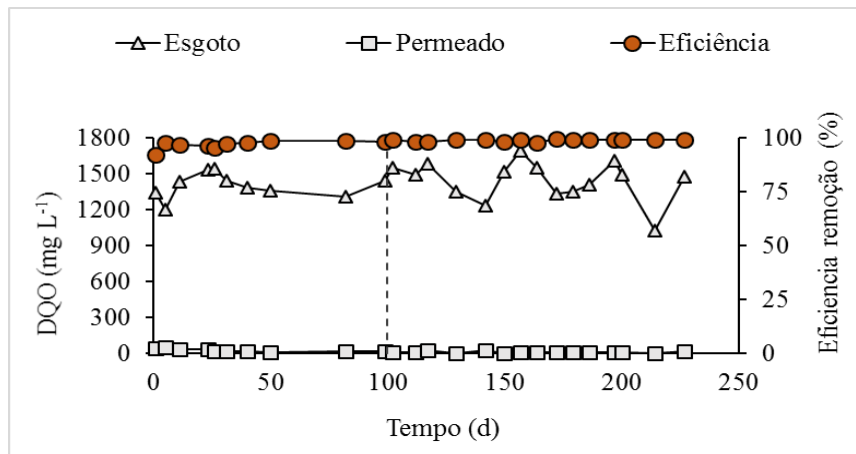 Esgoto Permeado Eficiência
1800 100
1500
1200 75
900 50
600
300 25
0 0
0 50 100 150 200 250
Tempo (d)
DQO (mg L-1)
Eficiencia remoção (%)